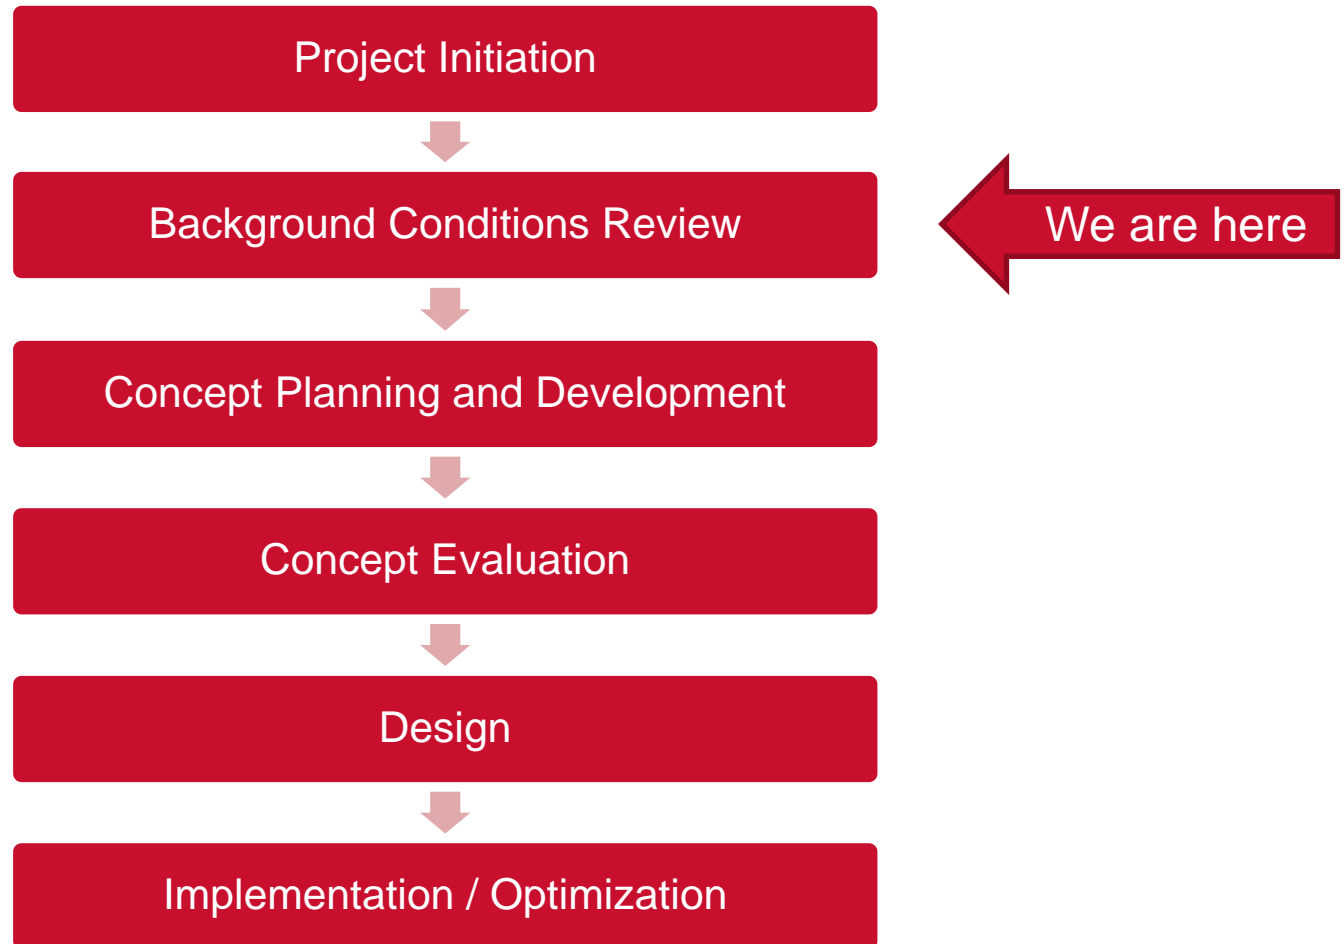 Project Initiation
Background Conditions Review
We are here
Concept Planning and Development
Concept Evaluation
Design
Implementation / Optimization